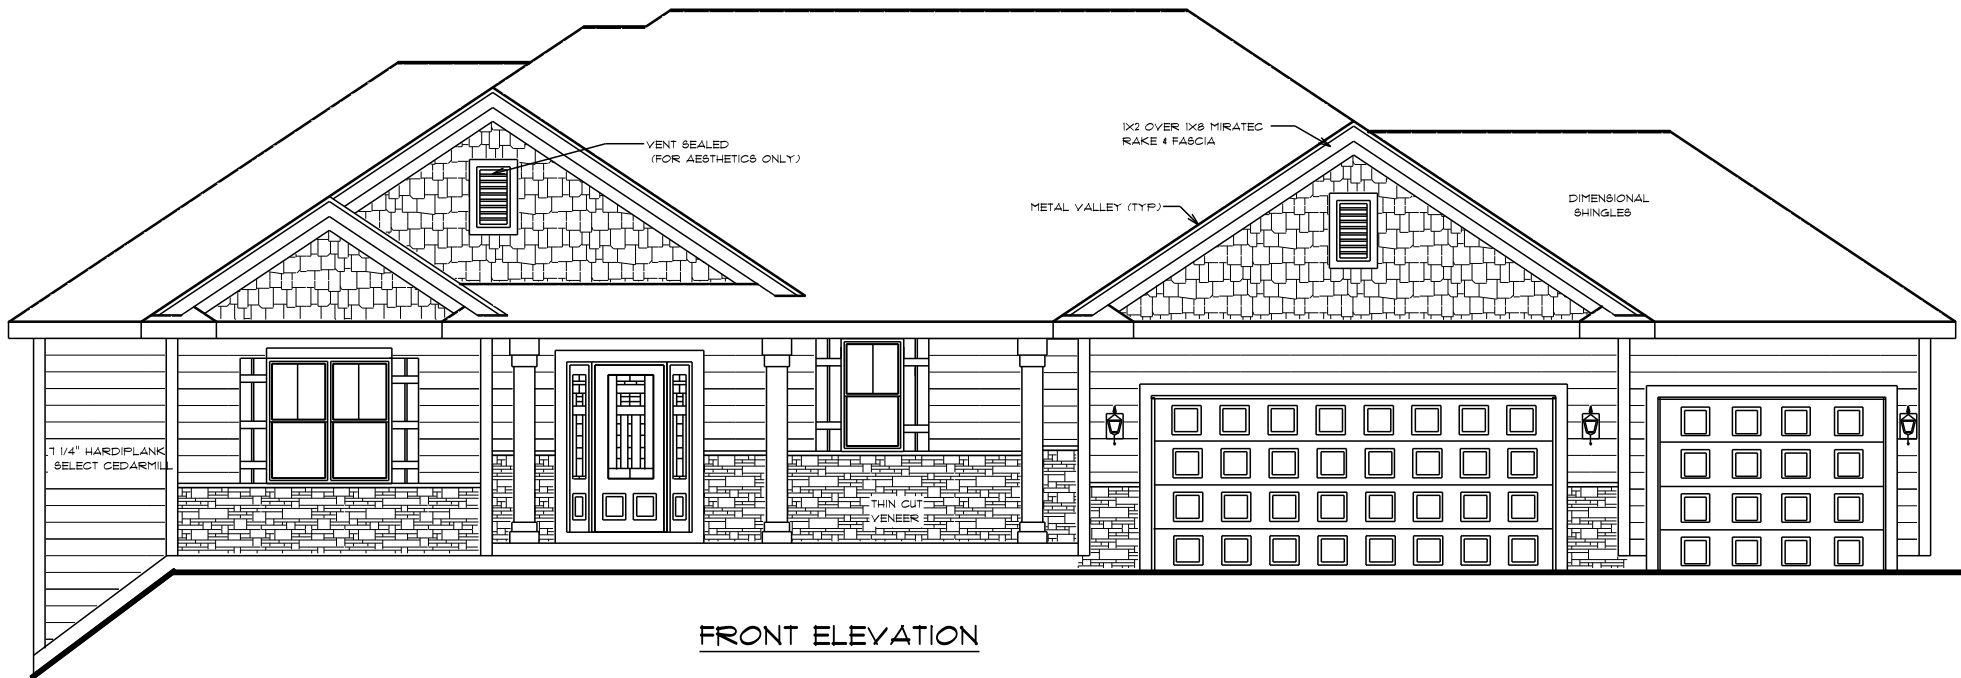 VENT SEALED
(FOR AESTHETICS ONLY)
1X2 OVER 1X8 MIRATEC
RAKE & FASCIA
METAL VALLEY (TYP.)
DIMENSIONAL
SHINGLES
7 1/4" HARDIPLANK
SELECT CEDARMILL
THIN CUT
VENEER
FRONT ELEVATION